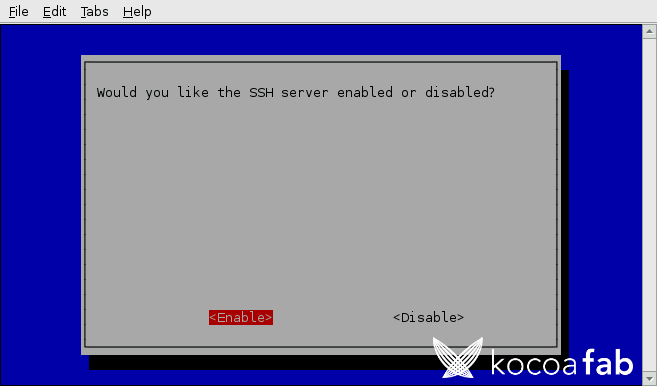 File Edit Tabs Help
Would you like the SSH server enabled or disabled?
<Enable> <Disable>
kocoafab